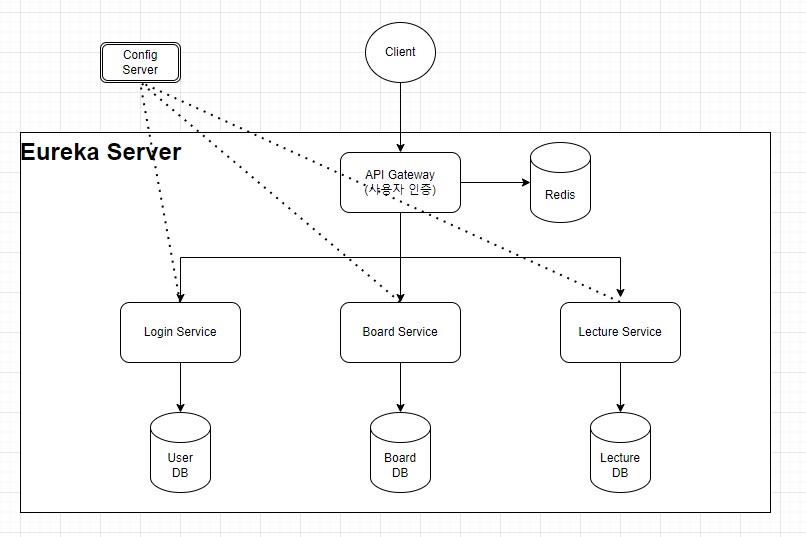 Config
Server
Client
Eureka Server
API Gateway
(사용자 인증)
Redis
Login Service
Board Service
Lecture Service
User
DB
Board
DB
Lecture
DB